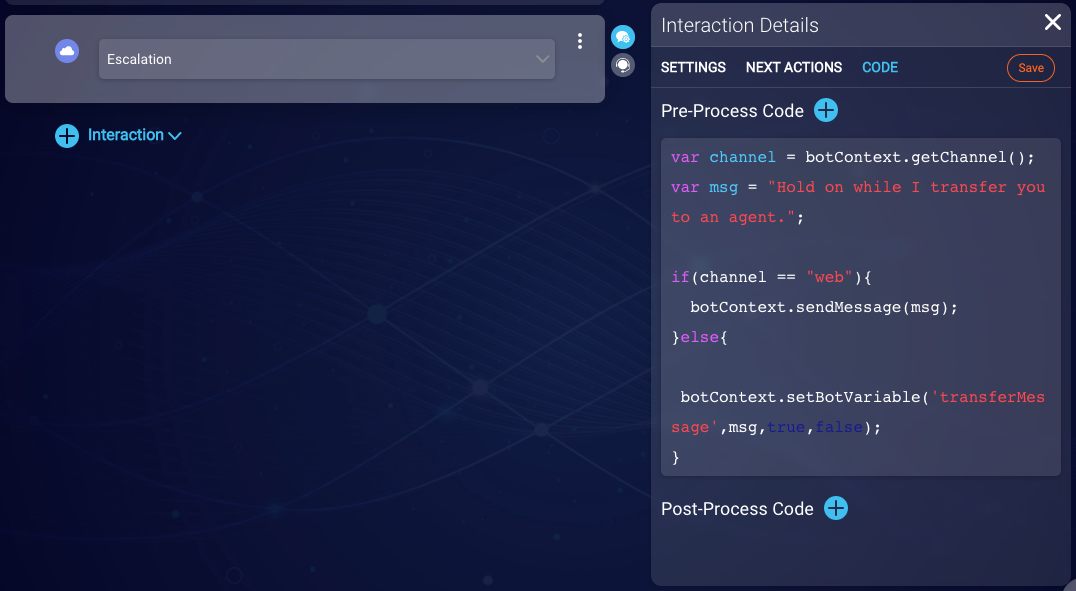 Escalation
Interaction
Interaction Details
SETTINGS NEXT ACTIONS CODE Save
Pre-Process Code
var channel = botContext.getChannel();
var msg = "Hold on while I transfer you
to an agent.";
if(channel == "web"){
  botContext.sendMessage(msg);
}else{
 botContext.setBotVariable('transferMes
sage',msg,true,false);
}
Post-Process Code